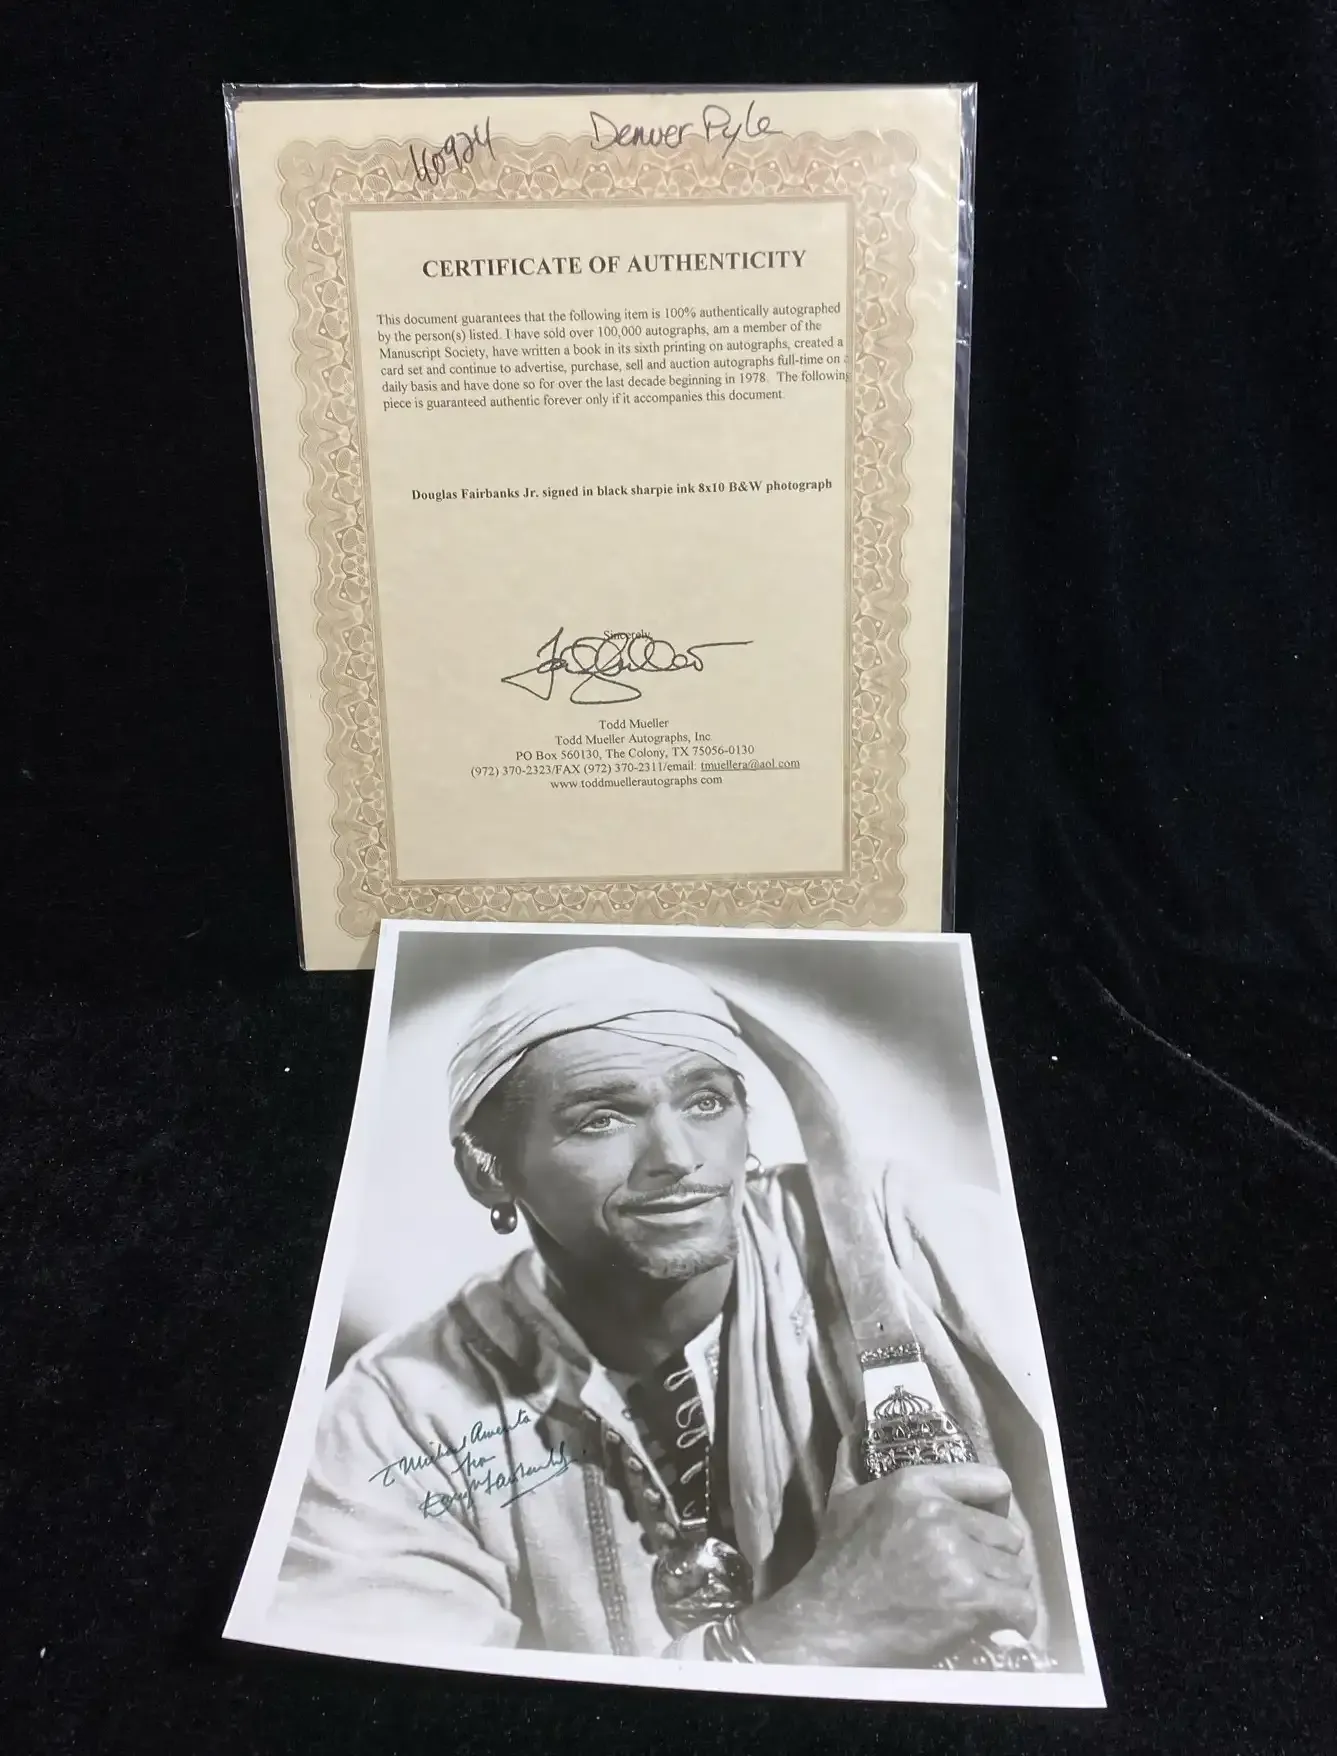 40924
Denver Pyle
CERTIFICATE OF AUTHENTICITY
This document guarantees that the following item is 100% authentically autographed
by the person(s) listed. I have sold over 100,000 autographs, am a member of the
Manuscript Society, have written a book in its sixth printing on autographs, created a
card set and continue to advertise, purchase, sell and auction autographs full-time on a
daily basis and have done so for over the last decade beginning in 1978. The following
piece is guaranteed authentic forever only if it accompanies this document.
Douglas Fairbanks Jr. signed in black sharpie ink 8x10 B&W photograph
Sincerely,
Todd Mueller
Todd Mueller Autographs, Inc.
PO Box 560130, The Colony, TX 75056-0130
(972) 370-2323/FAX (972) 370-2311/email: tmuellera@aol.com
www.toddmuellerautographs.com
Michael Amenta
from